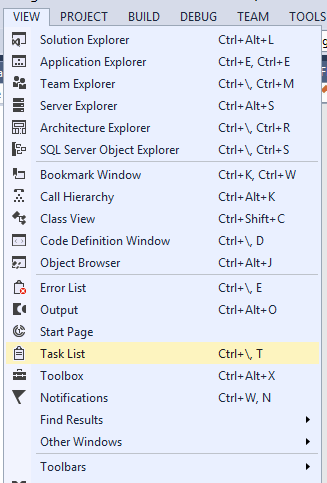 VIEW PROJECT BUILD DEBUG TEAM TOOLS
Solution Explorer Ctrl+Alt+L
Application Explorer Ctrl+E, Ctrl+E
Team Explorer Ctrl+\, Ctrl+M
Server Explorer Ctrl+Alt+S
Architecture Explorer Ctrl+\, Ctrl+R
SQL Server Object Explorer Ctrl+\, Ctrl+S
Bookmark Window Ctrl+K, Ctrl+W
Call Hierarchy Ctrl+Alt+K
Class View Ctrl+Shift+C
Code Definition Window Ctrl+\, D
Object Browser Ctrl+Alt+J
Error List Ctrl+\, E
Output Ctrl+Alt+O
Start Page
Task List Ctrl+\, T
Toolbox Ctrl+Alt+X
Notifications Ctrl+W, N
Find Results
Other Windows
Toolbars